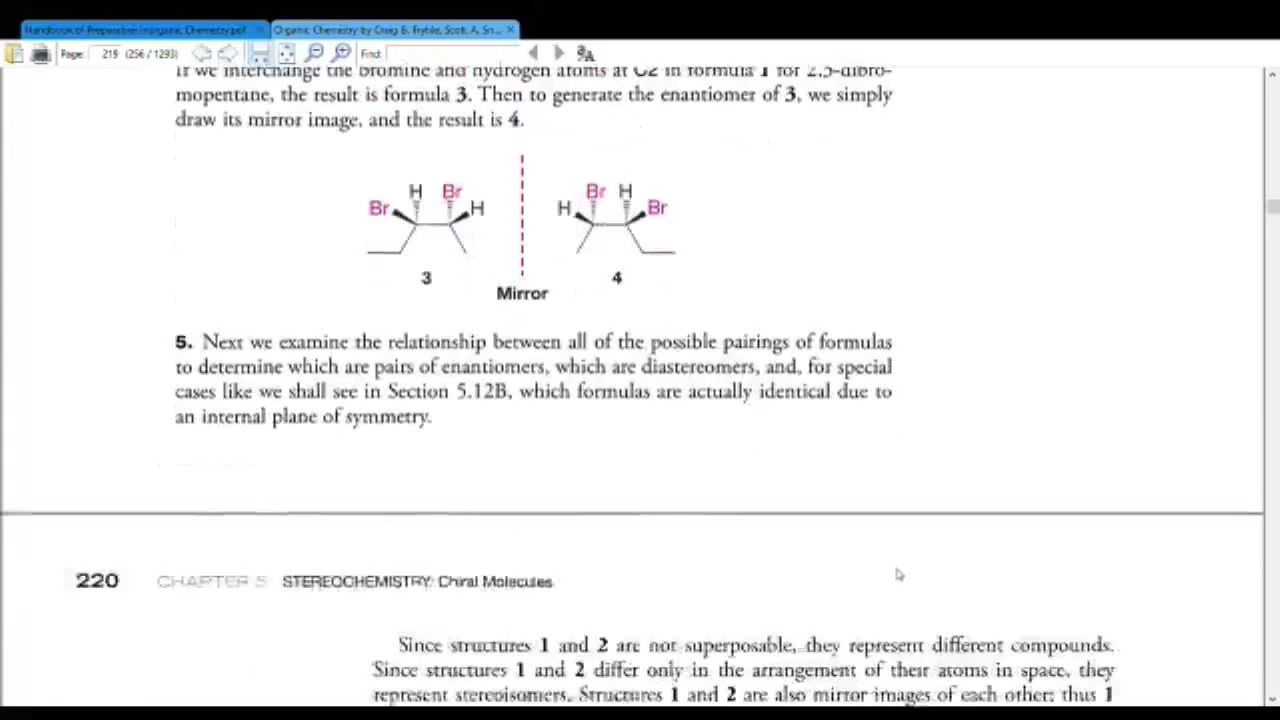 Handbook of Preparative Inorganic Chemistry.pdf × Organic Chemistry by Craig B. Fryhle, Scott A. Sn... ×
Page: 219 (256 / 1293) Find:
If we interchange the bromine and hydrogen atoms at C2 in formula 1 for 2,3-dibro-
mopentane, the result is formula 3. Then to generate the enantiomer of 3, we simply
draw its mirror image, and the result is 4.
H Br Br H
Br H H Br
3 4
Mirror
5. Next we examine the relationship between all of the possible pairings of formulas
to determine which are pairs of enantiomers, which are diastereomers, and, for special
cases like we shall see in Section 5.12B, which formulas are actually identical due to
an internal plane of symmetry.
220 CHAPTER 5 STEREOCHEMISTRY: Chiral Molecules
Since structures 1 and 2 are not superposable, they represent different compounds.
Since structures 1 and 2 differ only in the arrangement of their atoms in space, they
represent stereoisomers. Structures 1 and 2 are also mirror images of each other; thus 1